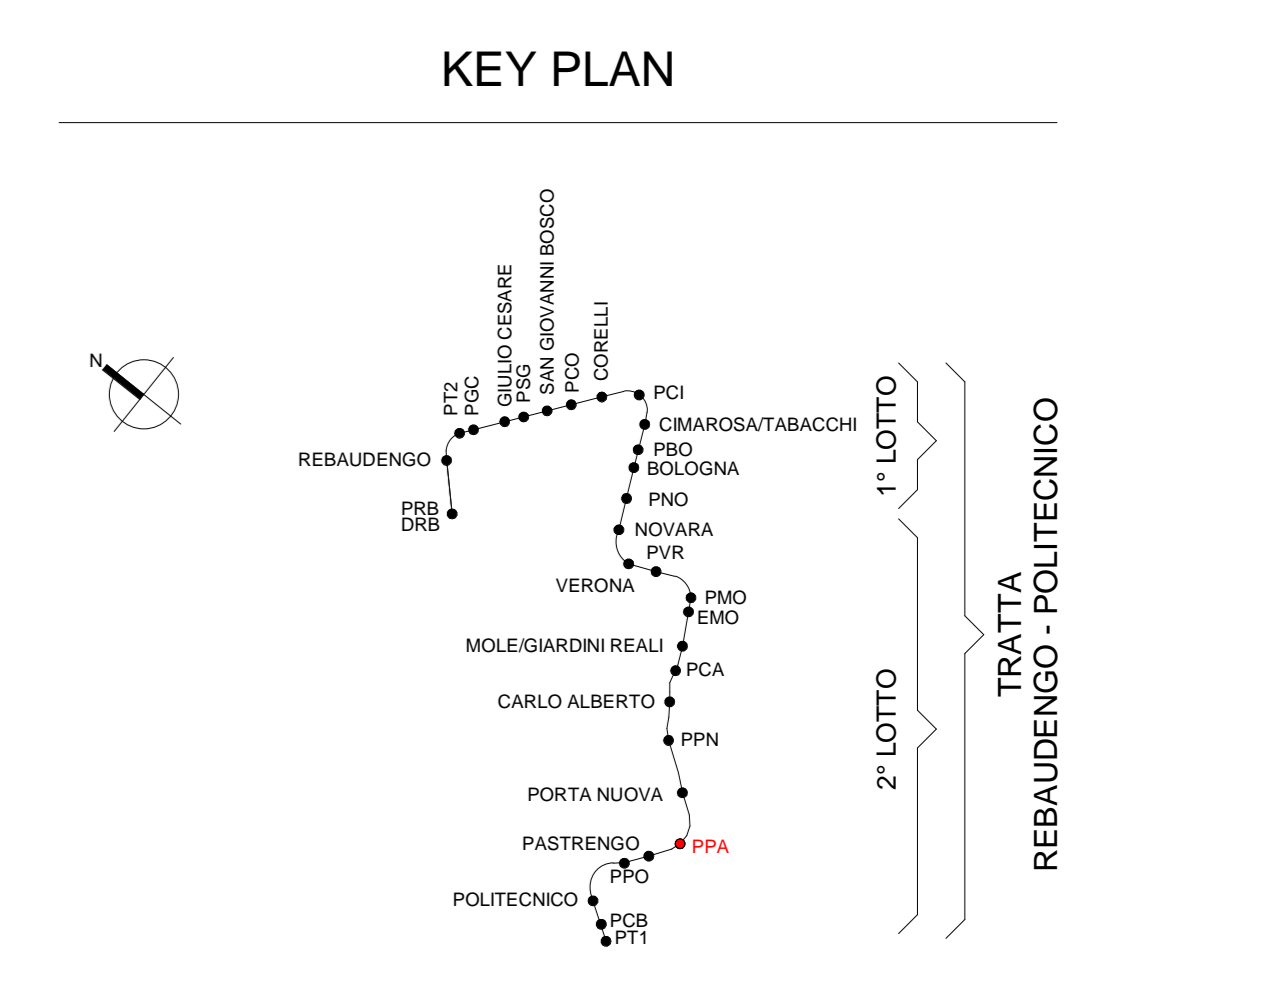 KEY PLAN
N
PT2
PGC
GIULIO CESARE
PSG
SAN GIOVANNI BOSCO
PCO
CORELLI
PCI
CIMAROSA/TABACCHI
PBO
BOLOGNA
REBAUDENGO
PRB
DRB
PNO
NOVARA
PVR
VERONA
PMO
EMO
MOLE/GIARDINI REALI
PCA
CARLO ALBERTO
PPN
PORTA NUOVA
PASTRENGO
PPA
PPO
POLITECNICO
PCB
PT1
1° LOTTO
2° LOTTO
TRATTA
REBAUDENGO - POLITECNICO